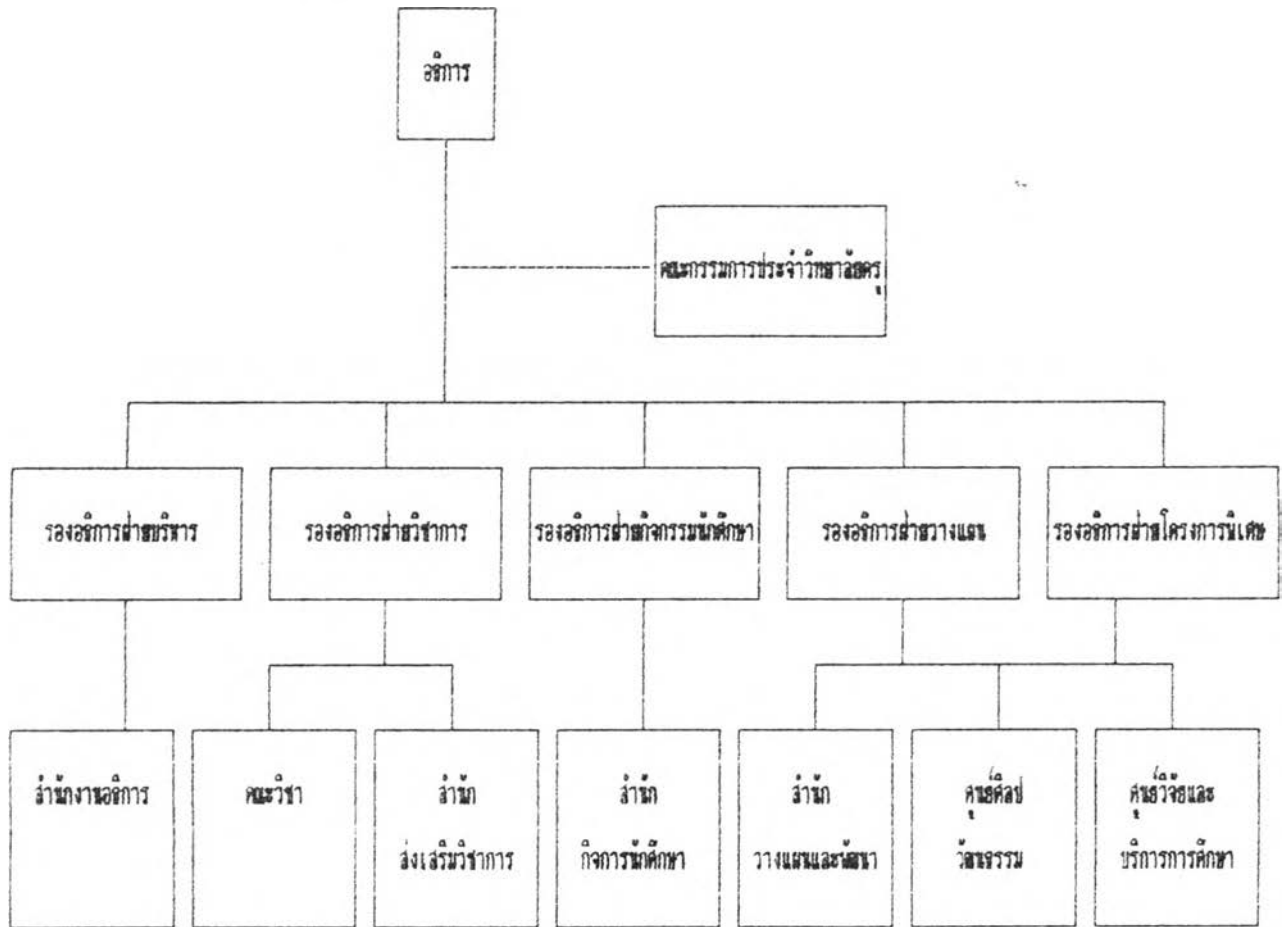 อธิการ
คณะกรรมการประจำวิทยาลัยครู
รองอธิการฝ่ายบริหาร
รองอธิการฝ่ายวิชาการ
รองอธิการฝ่ายกิจกรรมนักศึกษา
รองอธิการฝ่ายวางแผน
รองอธิการฝ่ายโครงการพิเศษ
สำนักงานอธิการ
คณะวิชา
สำนัก
ส่งเสริมวิชาการ
สำนัก
กิจการนักศึกษา
สำนัก
วางแผนและพัฒนา
ศูนย์ศิลป
วัฒนธรรม
ศูนย์วิจัยและ
บริการการศึกษา